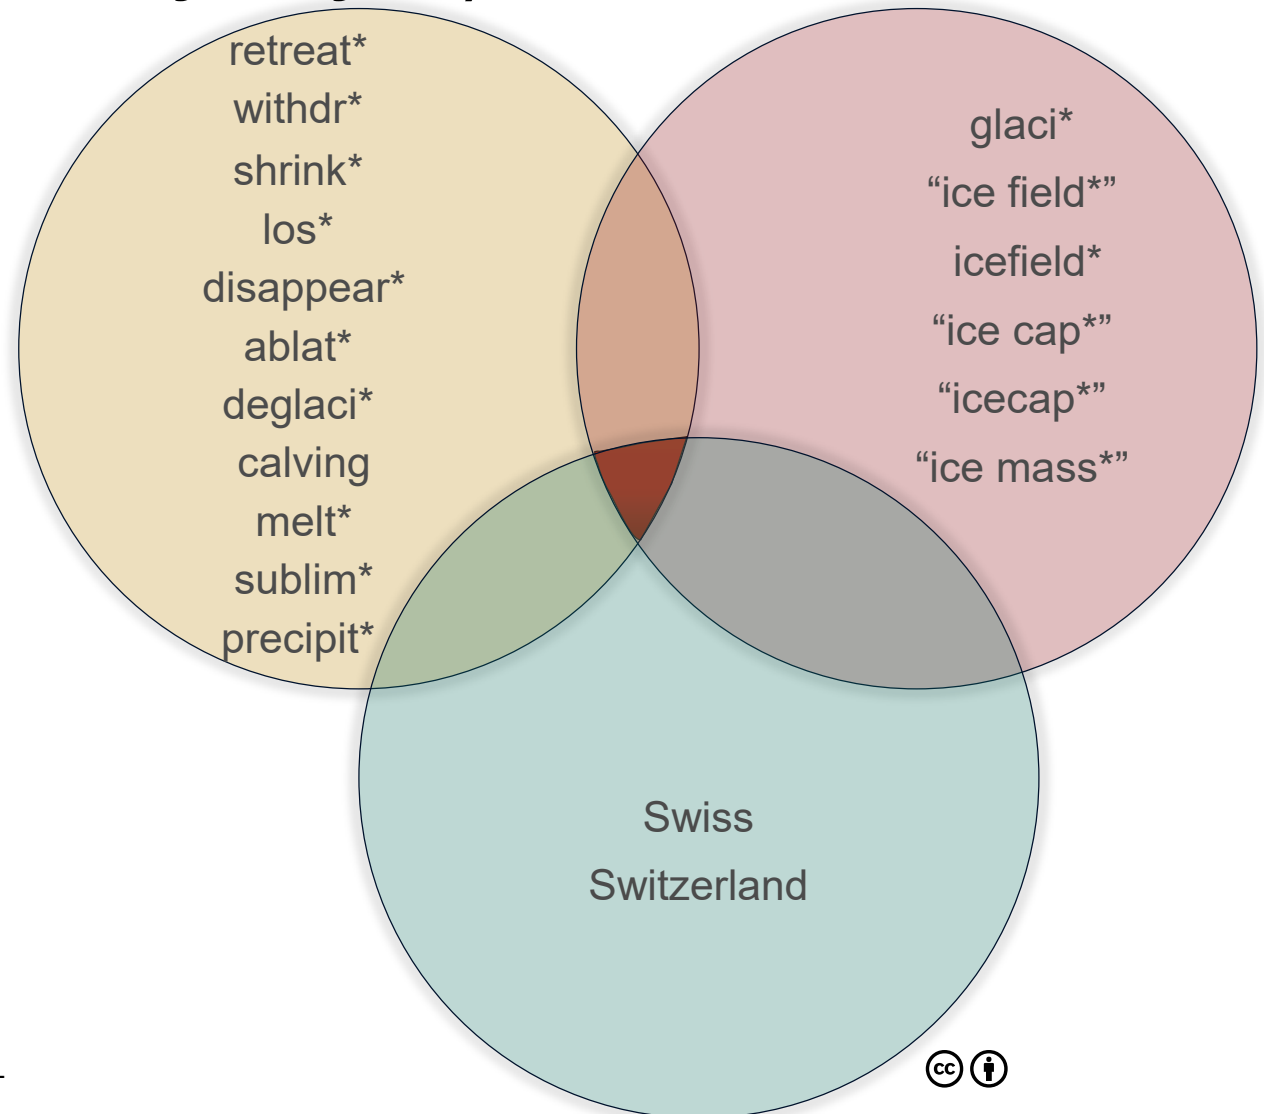 retreat*
withdr*
shrink*
los*
disappear*
ablat*
deglaci*
calving
melt*
sublim*
precipit*
glaci*
“ice field*”
icefield*
“ice cap*”
“icecap*”
“ice mass*”
Swiss
Switzerland
cc